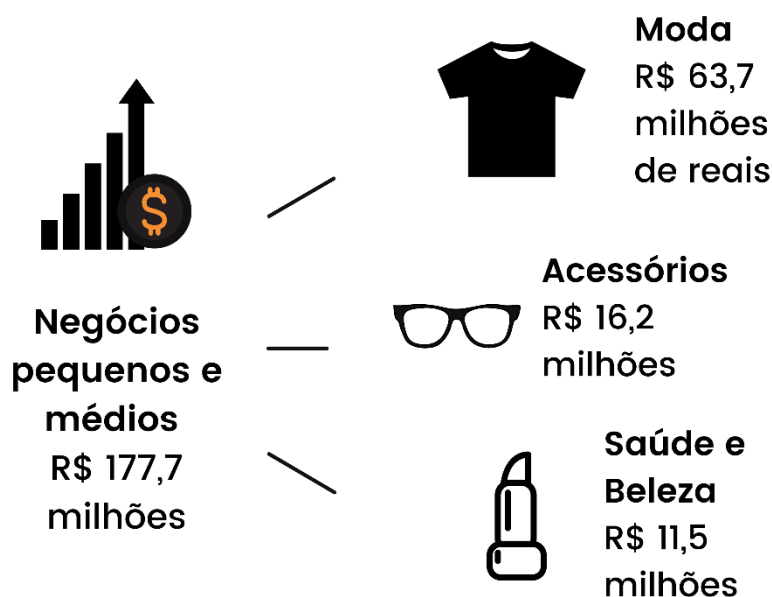 Negócios
pequenos e
médios
R$ 177,7
milhões
$
Moda
R$ 63,7
milhões
de reais
Acessórios
R$ 16,2
milhões
Saúde e
Beleza
R$ 11,5
milhões